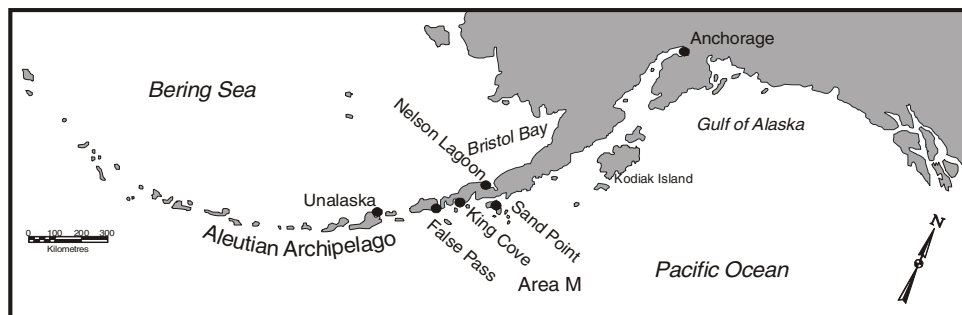 Anchorage
Bering Sea
Nelson Lagoon
Bristol Bay
Gulf of Alaska
Kodiak Island
Unalaska
Aleutian Archipelago
False Pass
King Cove
Sand Point
Area M
Pacific Ocean
0 100 200 300
Kilometres
N